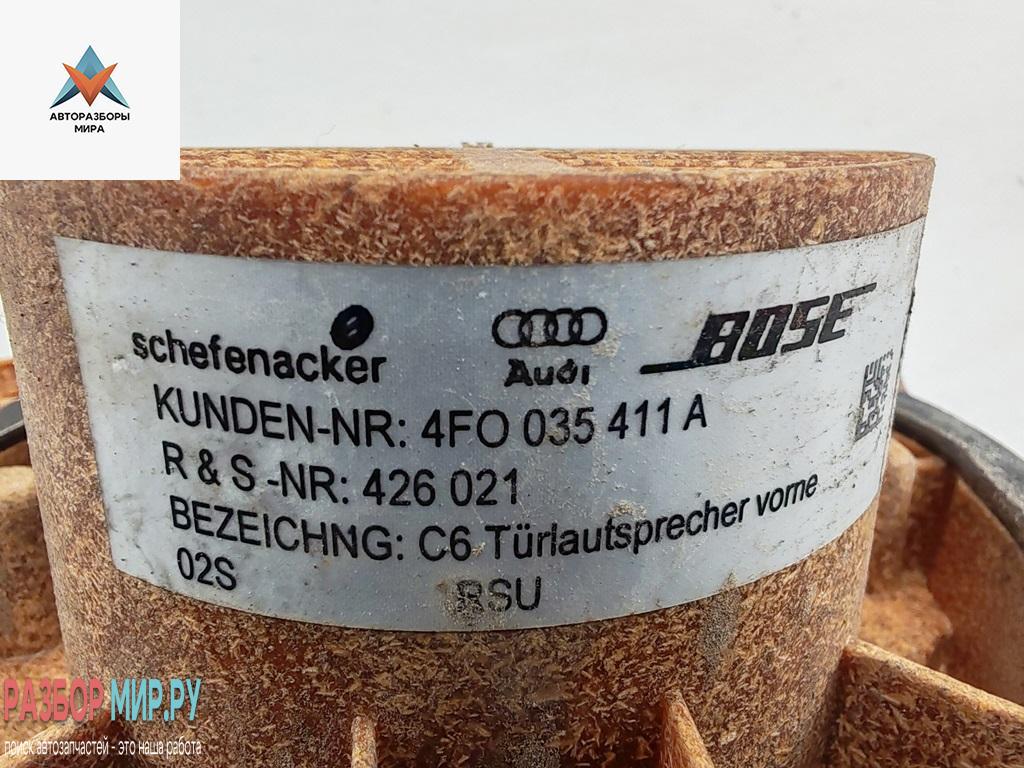 АВТОРАЗБОРЫ
МИРА
schefenacker
Audi
BOSE
KUNDEN-NR: 4FO 035 411 A
R & S -NR: 426 021
BEZEICHNG: C6 Türlautsprecher vorne
02S RSU
РАЗБОР МИР.РУ
поиск автозапчастей - это наша работа